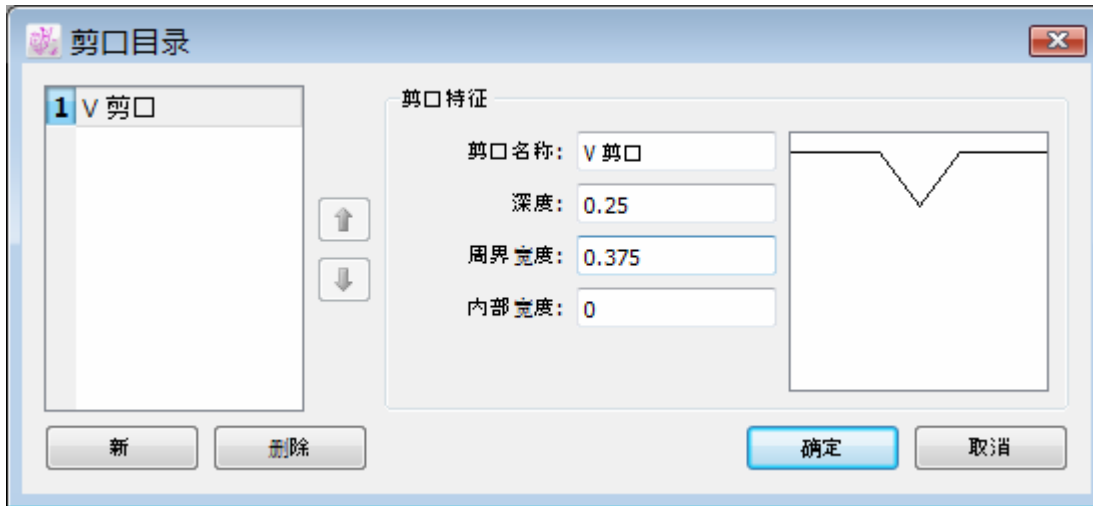 剪口目录
1 V 剪口
剪口特征
剪口名称: V 剪口
深度: 0.25
周界宽度: 0.375
内部宽度: 0
新
删除
确定
取消